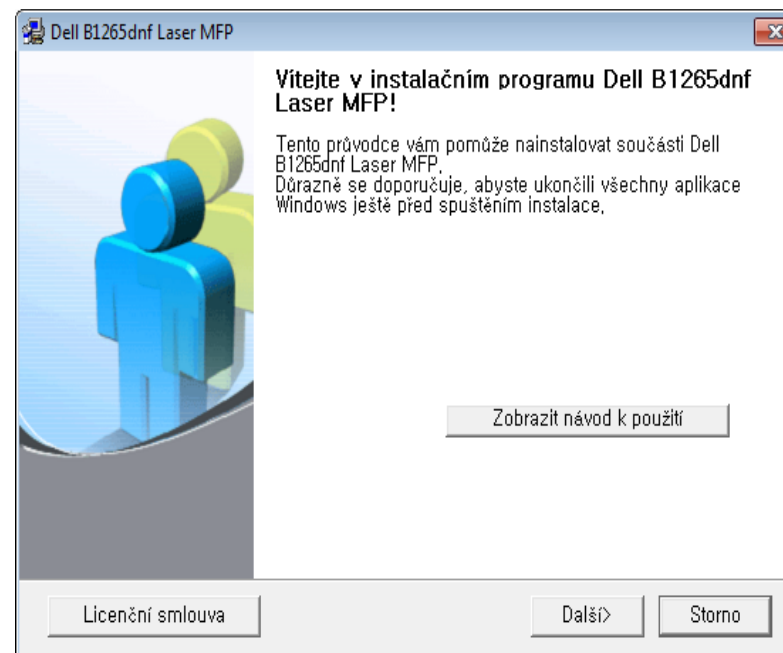 Dell B1265dnf Laser MFP
Vítejte v instalačním programu Dell B1265dnf
Laser MFP!
Tento průvodce vám pomůže nainstalovat součásti Dell
B1265dnf Laser MFP.
Důrazně se doporučuje, abyste ukončili všechny aplikace
Windows ještě před spuštěním instalace.
Zobrazit návod k použití
Licenční smlouva
Další>
Storno